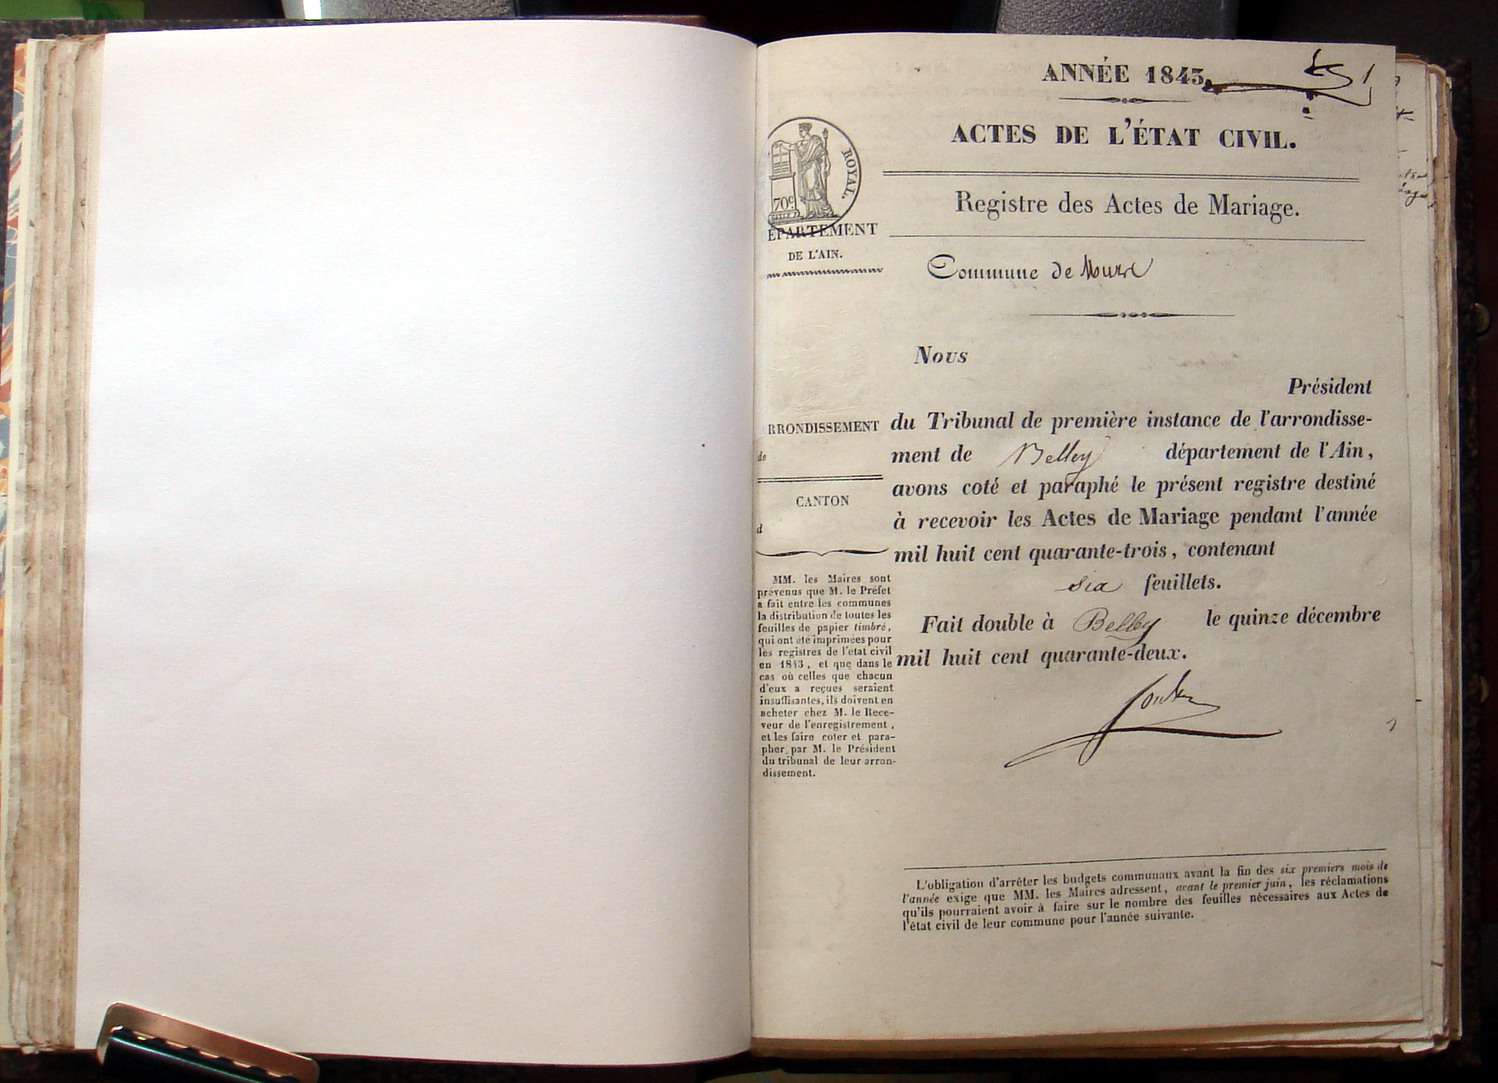 ANNÉE 1843.
1
ACTES DE L'ÉTAT CIVIL.
ROYAL.
70c
Registre des Actes de Mariage.
ÉPARTEMENT
DE L'AIN.
Commune de
Nous
Président
du Tribunal de première instance de l'arrondisse-
ment de Belley département de l'Ain,
avons coté et paraphé le présent registre destiné
à recevoir les Actes de Mariage pendant l'année
mil huit cent quarante-trois, contenant
six feuillets.
Fait double à Belley le quinze décembre
mil huit cent quarante-deux.
RRONDISSEMENT
de
CANTON
d
MM. les Maires sont
prévenus que M. le Préfet
a fait entre les communes
la distribution de toutes les
feuilles de papier timbré,
qui ont été imprimées pour
les registres de l'état civil
en 1843, et que dans le
cas où celles que chacun
d'eux a reçues seraient
insuffisantes, ils doivent en
acheter chez M. le Rece-
veur de l'enregistrement,
et les faire coter et para-
pher par M. le Président
du tribunal de leur arron-
dissement.
L'obligation d'arrêter les budgets communaux avant la fin des six premiers mois de
l'année exige que MM. les Maires adressent, avant le premier juin, les réclamations
qu'ils pourraient avoir à faire sur le nombre des feuilles nécessaires aux Actes de
l'état civil de leur commune pour l'année suivante.